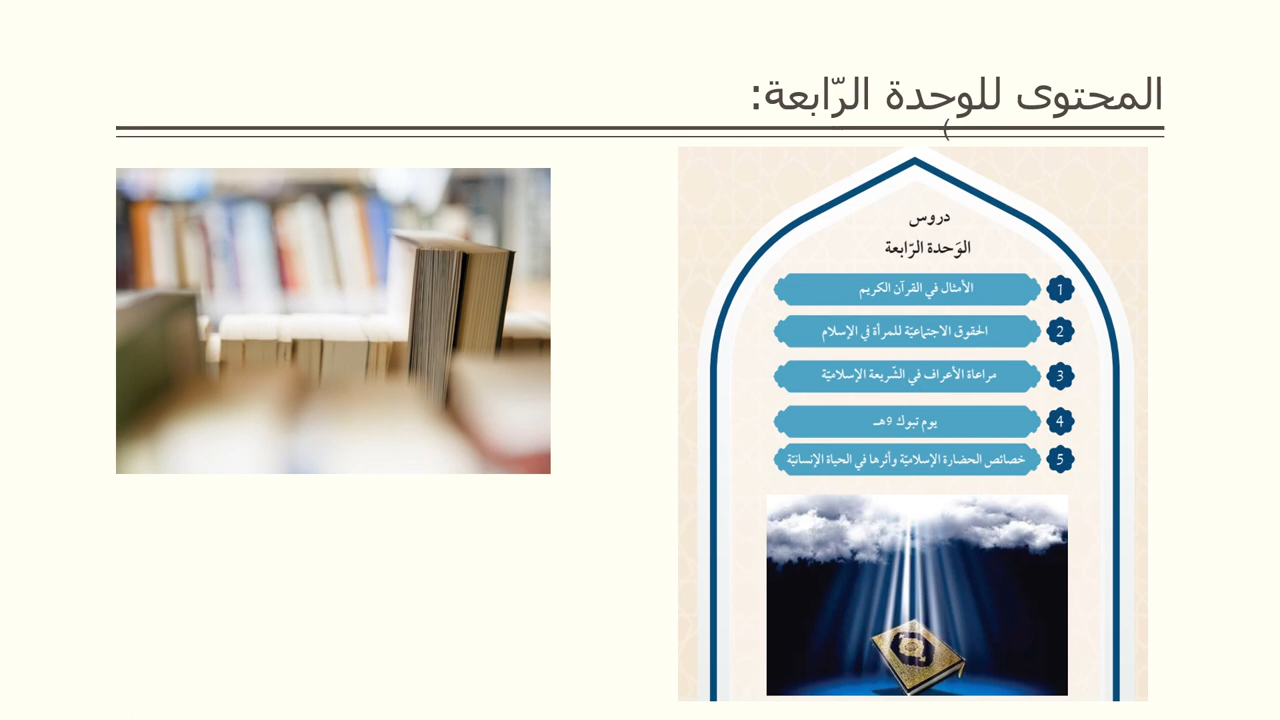 المحتوى للوحدة الرّابعة:
(
دروس
الوَحدة الرّابعة
1 الأمثال في القرآن الكريم
2 الحقوق الاجتماعيّة للمرأة في الإسلام
3 مراعاة الأعراف في الشّريعة الإسلاميّة
4 يوم تبوك 9هـ
5 خصائص الحضارة الإسلاميّة وأثرها في الحياة الإنسانيّة